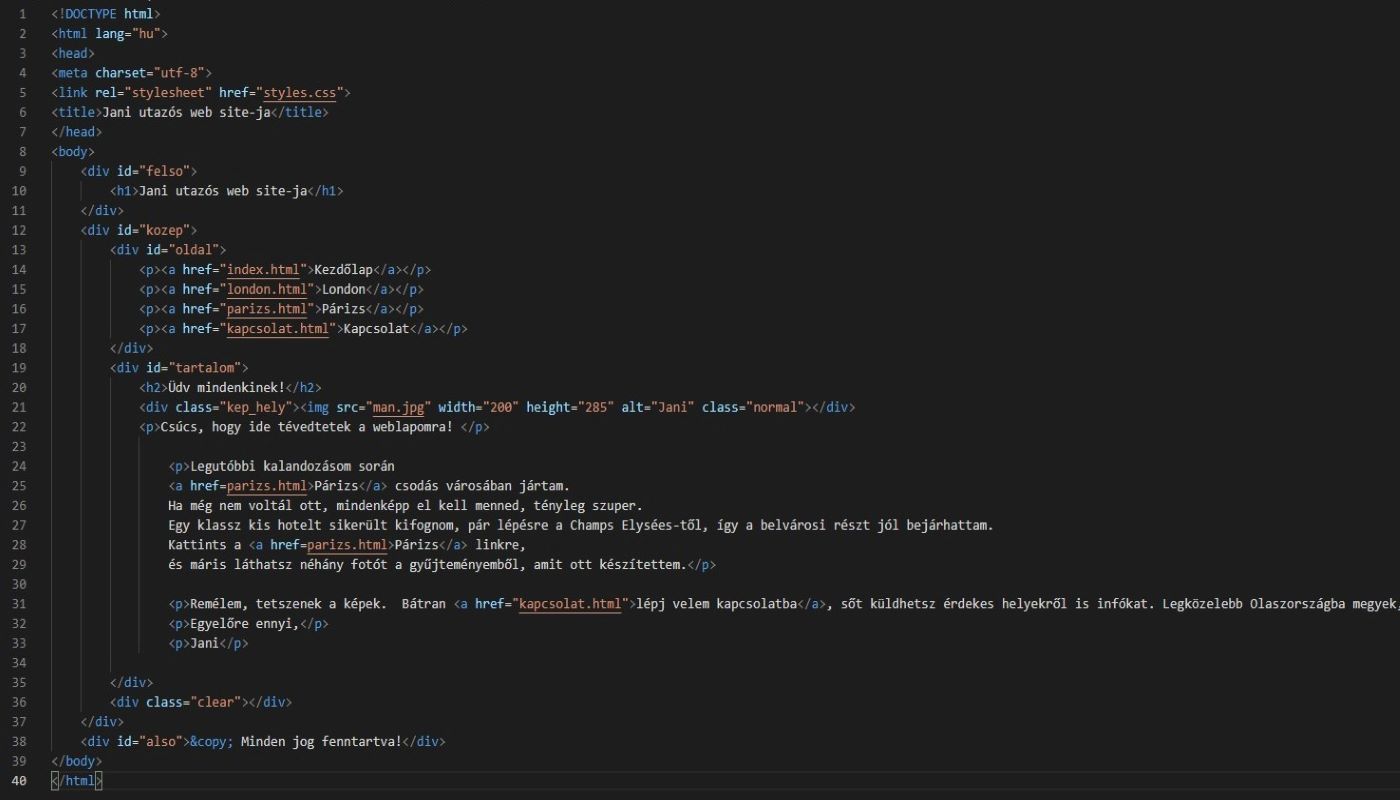 1 <!DOCTYPE html>
2 <html lang="hu">
3 <head>
4 <meta charset="utf-8">
5 <link rel="stylesheet" href="styles.css">
6 <title>Jani utazós web site-ja</title>
7 </head>
8 <body>
9 <div id="felso">
10 <h1>Jani utazós web site-ja</h1>
11 </div>
12 <div id="kozep">
13 <div id="oldal">
14 <p><a href="index.html">Kezdőlap</a></p>
15 <p><a href="london.html">London</a></p>
16 <p><a href="parizs.html">Párizs</a></p>
17 <p><a href="kapcsolat.html">Kapcsolat</a></p>
18 </div>
19 <div id="tartalom">
20 <h2>Üdv mindenkinek!</h2>
21 <div class="kep_hely"><img src="man.jpg" width="200" height="285" alt="Jani" class="normal"></div>
22 <p>Csúcs, hogy ide tévedtetek a weblapomra! </p>
23
24 <p>Legutóbbi kalandozásom során
25 <a href=parizs.html>Párizs</a> csodás városában jártam.
26 Ha még nem voltál ott, mindenképp el kell menned, tényleg szuper.
27 Egy klassz kis hotelt sikerült kifognom, pár lépésre a Champs Elysées-től, így a belvárosi részt jól bejárhattam.
28 Kattints a <a href=parizs.html>Párizs</a> linkre,
29 és máris láthatsz néhány fotót a gyűjteményemből, amit ott készítettem.</p>
30
31 <p>Remélem, tetszenek a képek.  Bátran <a href="kapcsolat.html">lépj velem kapcsolatba</a>, sőt küldhetsz érdekes helyekről is infókat. Legközelebb Olaszországba megyek,
32 <p>Egyelőre ennyi,</p>
33 <p>Jani</p>
34
35 </div>
36 <div class="clear"></div>
37 </div>
38 <div id="also">&copy; Minden jog fenntartva!</div>
39 </body>
40 </html>